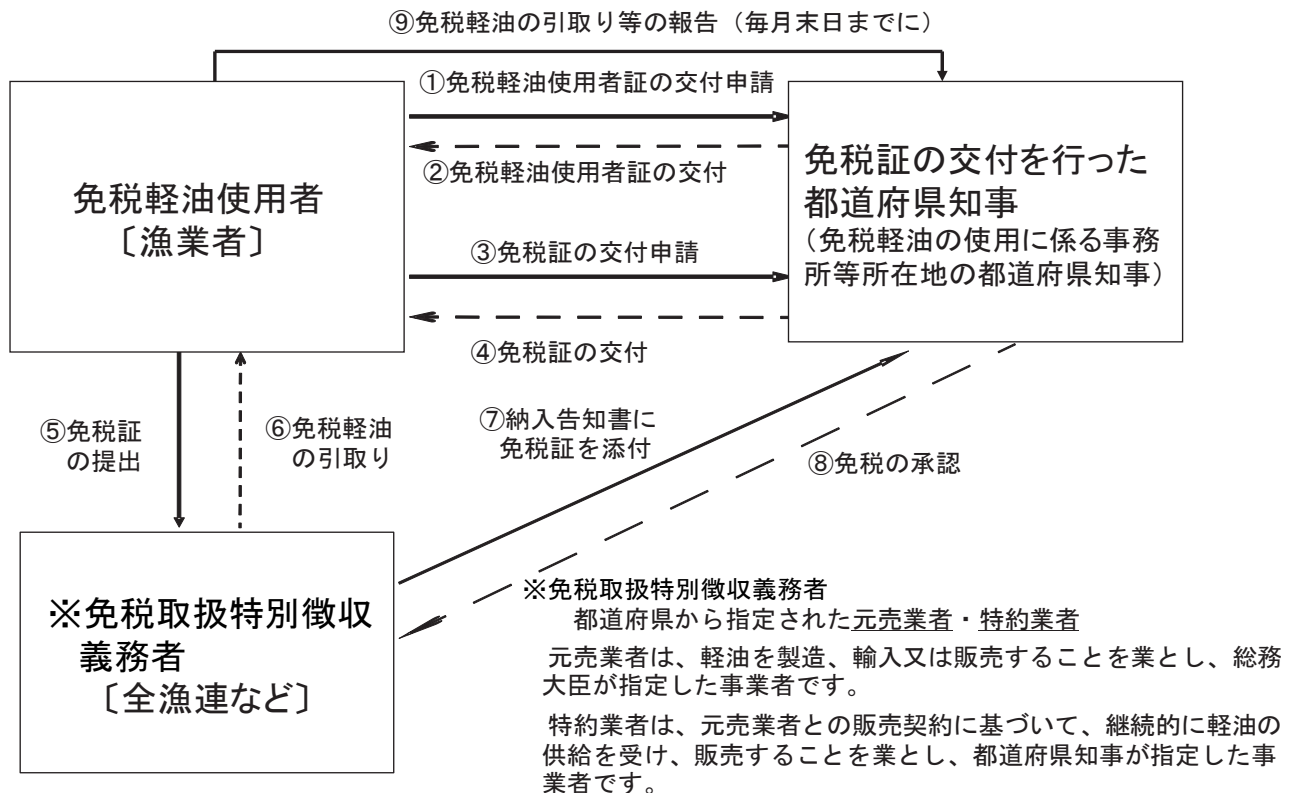 ⑨免税軽油の引取り等の報告（毎月末日までに）
①免税軽油使用者証の交付申請
②免税軽油使用者証の交付
免税軽油使用者
〔漁業者〕
免税証の交付を行った
都道府県知事
（免税軽油の使用に係る事務
所等所在地の都道府県知事）
③免税証の交付申請
④免税証の交付
⑤免税証
の提出
⑥免税軽油
の引取り
⑦納入告知書に
免税証を添付
⑧免税の承認
※免税取扱特別徴収
義務者
〔全漁連など〕
※免税取扱特別徴収義務者
都道府県から指定された元売業者・特約業者
元売業者は、軽油を製造、輸入又は販売することを業とし、総務
大臣が指定した事業者です。
特約業者は、元売業者との販売契約に基づいて、継続的に軽油の
供給を受け、販売することを業とし、都道府県知事が指定した事
業者です。